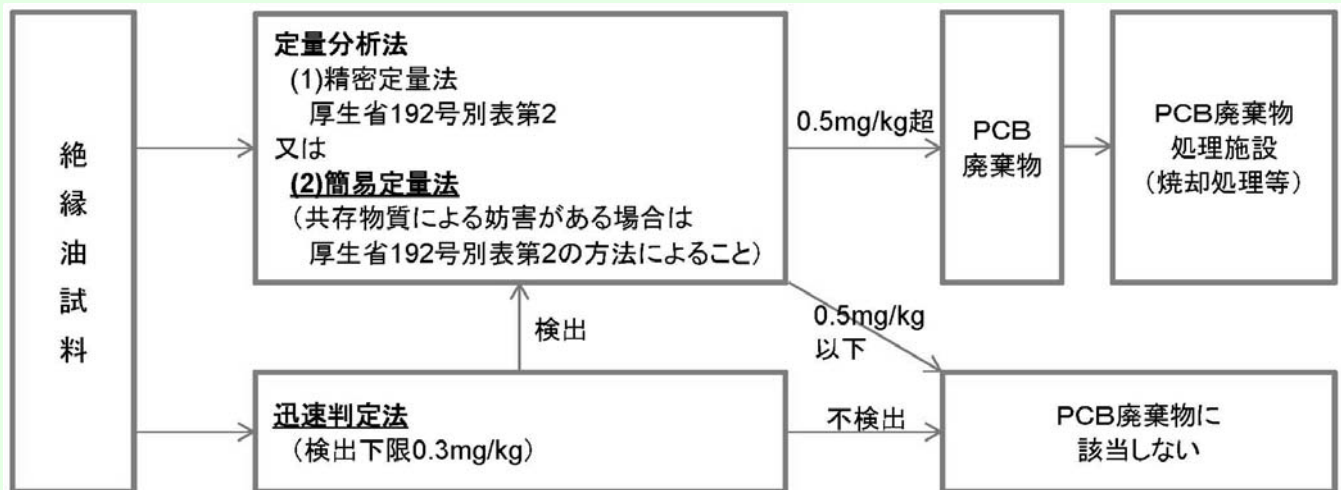 絶縁油試料
定量分析法
(1)精密定量法
厚生省192号別表第2
又は
(2)簡易定量法
（共存物質による妨害がある場合は
厚生省192号別表第2の方法によること）
0.5mg/kg超
PCB
廃棄物
PCB廃棄物
処理施設
（焼却処理等）
検出
0.5mg/kg
以下
迅速判定法
（検出下限0.3mg/kg）
不検出
PCB廃棄物に
該当しない